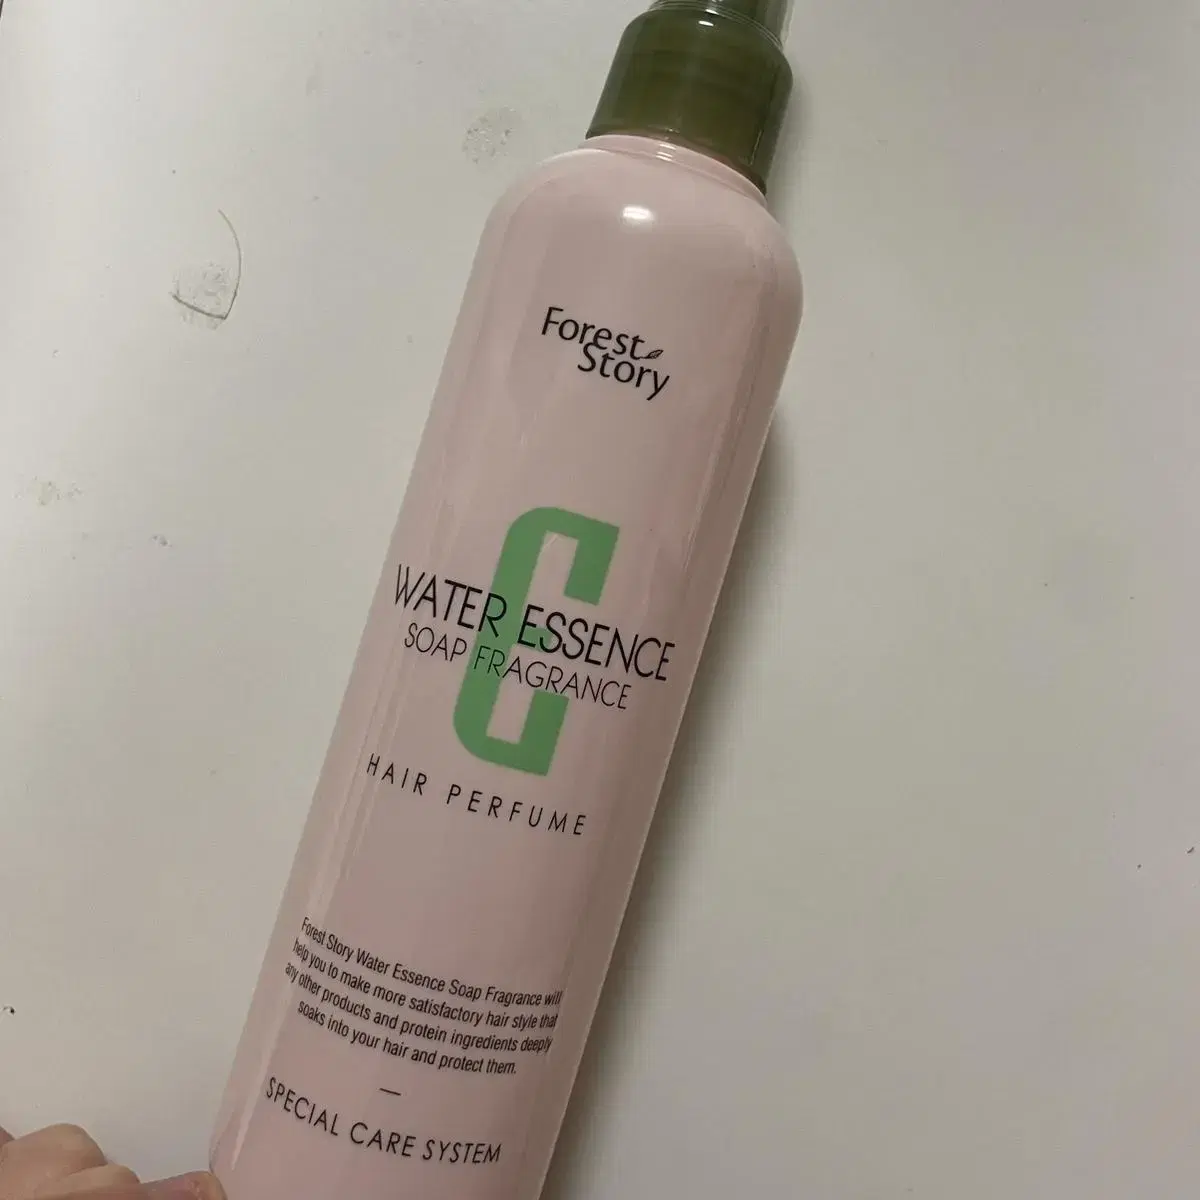 Forest
Story
C
WATER ESSENCE
SOAP FRAGRANCE
HAIR PERFUME
Forest Story Water Essence Soap Fragrance will
help you to make more satisfactory hair style that
any other products and protein ingredients deeply
soaks into your hair and protect them.
SPECIAL CARE SYSTEM